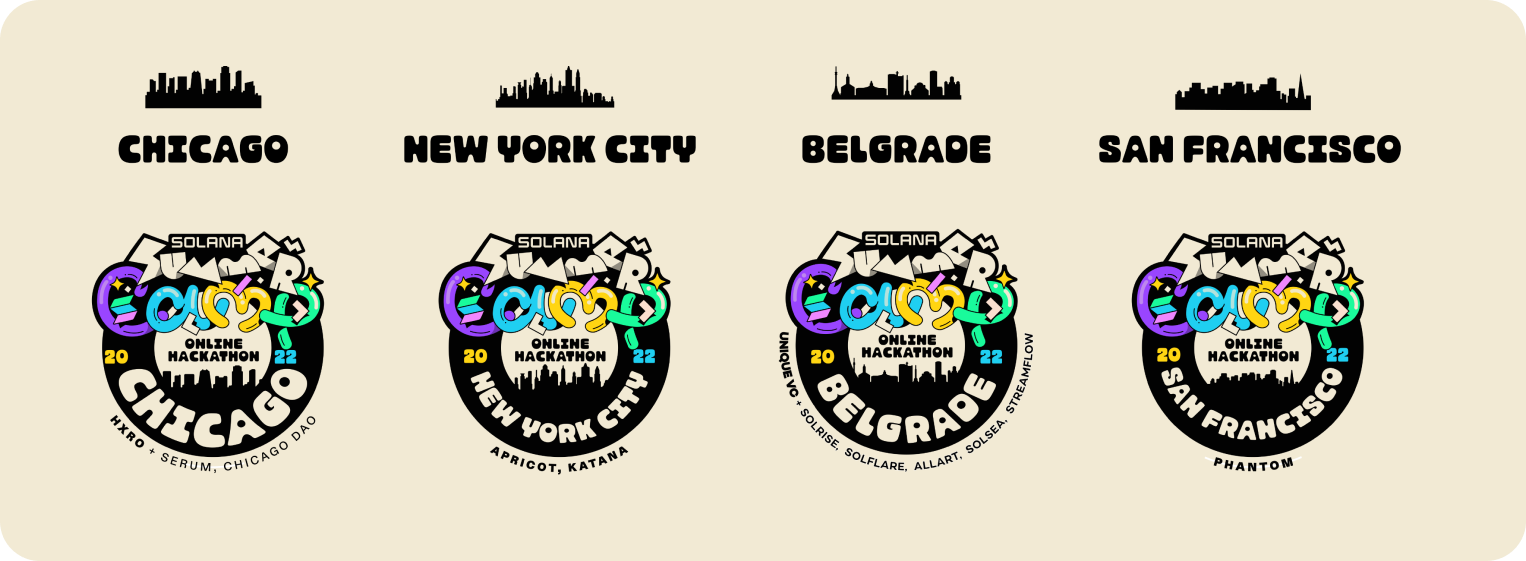 CHICAGO
NEW YORK CITY
BELGRADE
SAN FRANCISCO
SOLANA
SUMMER
CAMP
ONLINE
HACKATHON
20 22
CHICAGO
HXRO + SERUM, CHICAGO DAO
SOLANA
SUMMER
CAMP
ONLINE
HACKATHON
20 22
NEW YORK CITY
APRICOT, KATANA
SOLANA
SUMMER
CAMP
ONLINE
HACKATHON
20 22
BELGRADE
UNIQUE VC + SOLRISE, SOLFLARE, ALLART, SOLSEA, STREAMFLOW
SOLANA
SUMMER
CAMP
ONLINE
HACKATHON
20 22
SAN FRANCISCO
PHANTOM